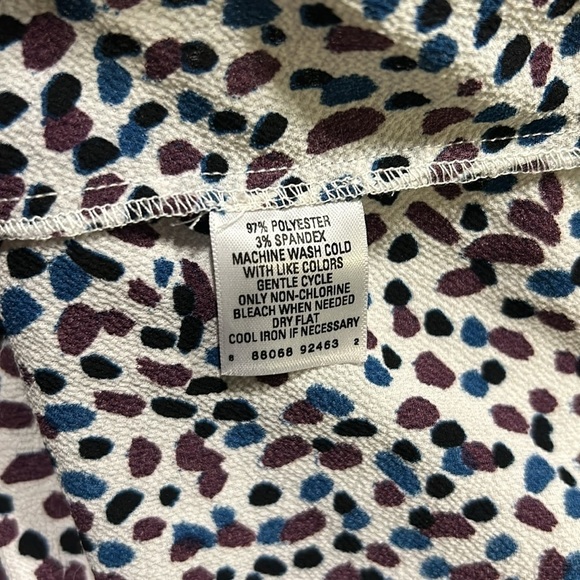 97% POLYESTER
3% SPANDEX
MACHINE WASH COLD
WITH LIKE COLORS
GENTLE CYCLE
ONLY NON-CHLORINE
BLEACH WHEN NEEDED
DRY FLAT
COOL IRON IF NECESSARY
8 88068 92463 2